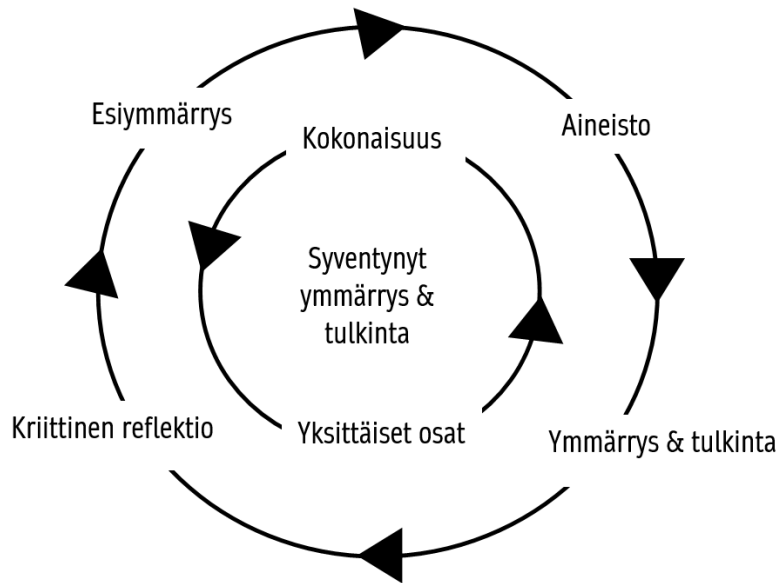 Esiymmärrys
Aineisto
Kokonaisuus
Syventynyt
ymmärrys &
tulkinta
Kriittinen reflektio
Yksittäiset osat
Ymmärrys & tulkinta